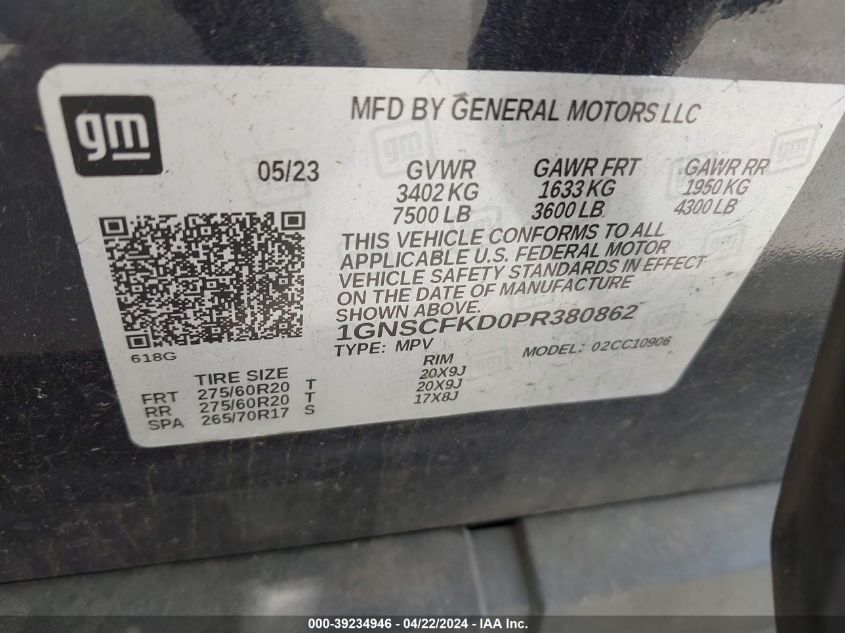 gm
MFD BY GENERAL MOTORS LLC
05/23 GVWR GAWR FRT GAWR RR
3402 KG 1633 KG 1950 KG
7500 LB 3600 LB 4300 LB
THIS VEHICLE CONFORMS TO ALL
APPLICABLE U.S. FEDERAL MOTOR
VEHICLE SAFETY STANDARDS IN EFFECT
ON THE DATE OF MANUFACTURE
SHOWN ABOVE.
1GNSCFKD0PR380862
618G
TYPE: MPV MODEL: 02CC10906
TIRE SIZE RIM
FRT 275/60R20 T 20X9J
RR 275/60R20 T 20X9J
SPA 265/70R17 S 17X8J
000-39234946 - 04/22/2024 - IAA Inc.